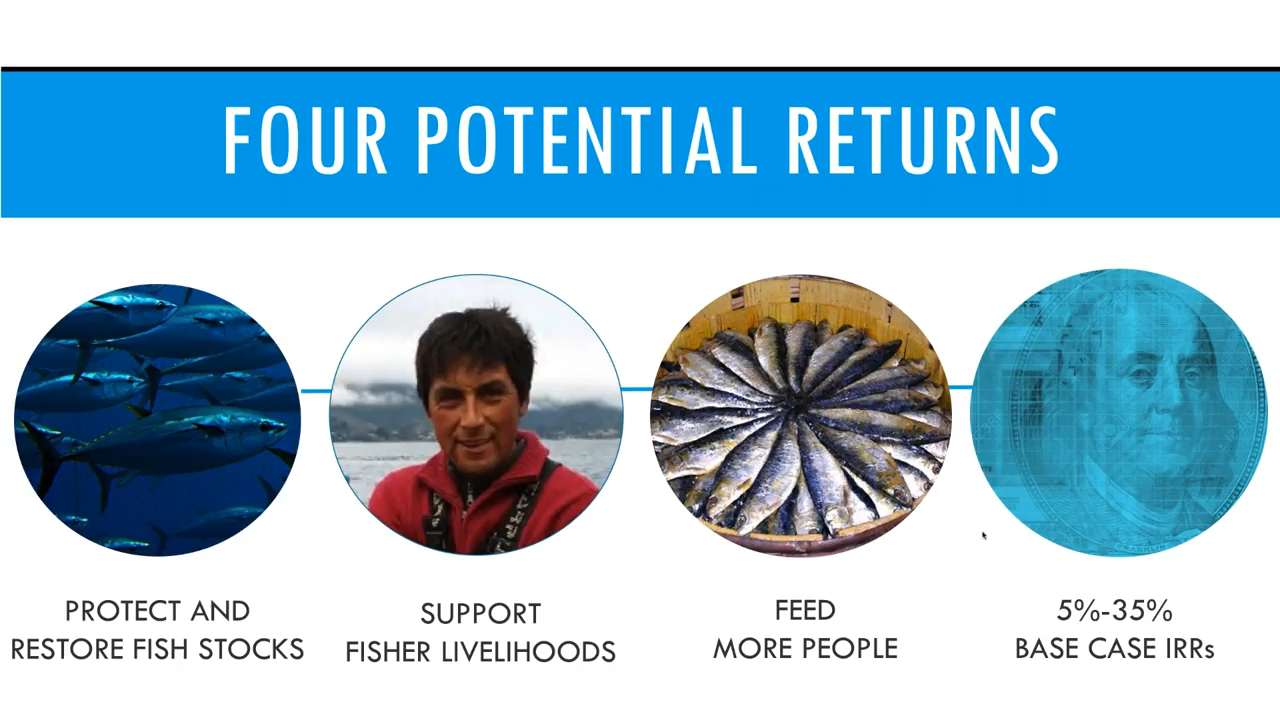 FOUR POTENTIAL RETURNS
PROTECT AND
RESTORE FISH STOCKS
SUPPORT
FISHER LIVELIHOODS
FEED
MORE PEOPLE
5%-35%
BASE CASE IRRs
FRANKLIN